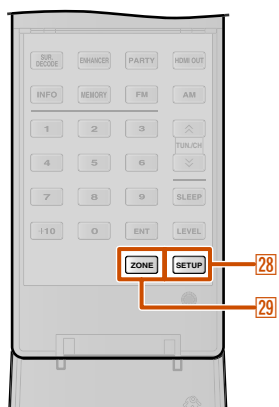 SUR. DECODE ENHANCER PARTY HDMI OUT
INFO MEMORY FM AM
1 2 3
TUN./CH
4 5 6
7 8 9 SLEEP
+10 0 ENT LEVEL
ZONE SETUP
28
29